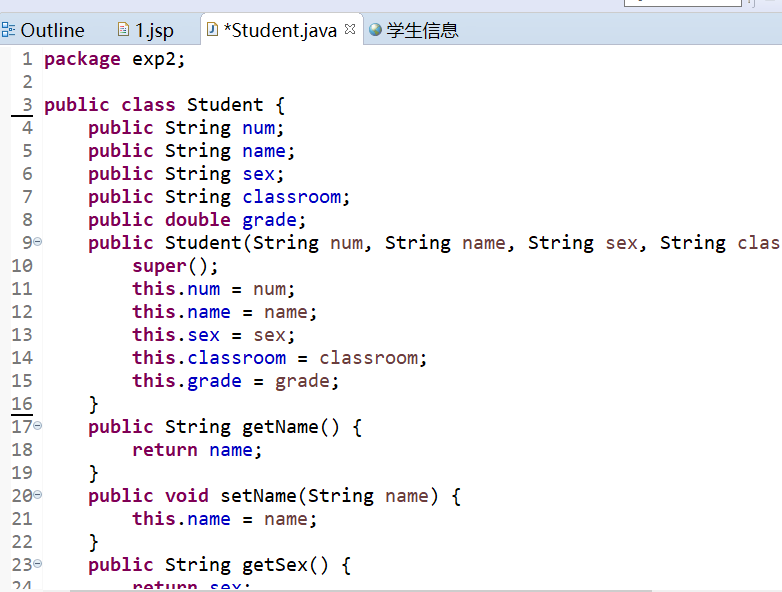 Outline 1.jsp *Student.java 学生信息
1 package exp2;
2
3 public class Student {
4 public String num;
5 public String name;
6 public String sex;
7 public String classroom;
8 public double grade;
9 public Student(String num, String name, String sex, String clas
10 super();
11 this.num = num;
12 this.name = name;
13 this.sex = sex;
14 this.classroom = classroom;
15 this.grade = grade;
16 }
17 public String getName() {
18 return name;
19 }
20 public void setName(String name) {
21 this.name = name;
22 }
23 public String getSex() {
24 return sex;